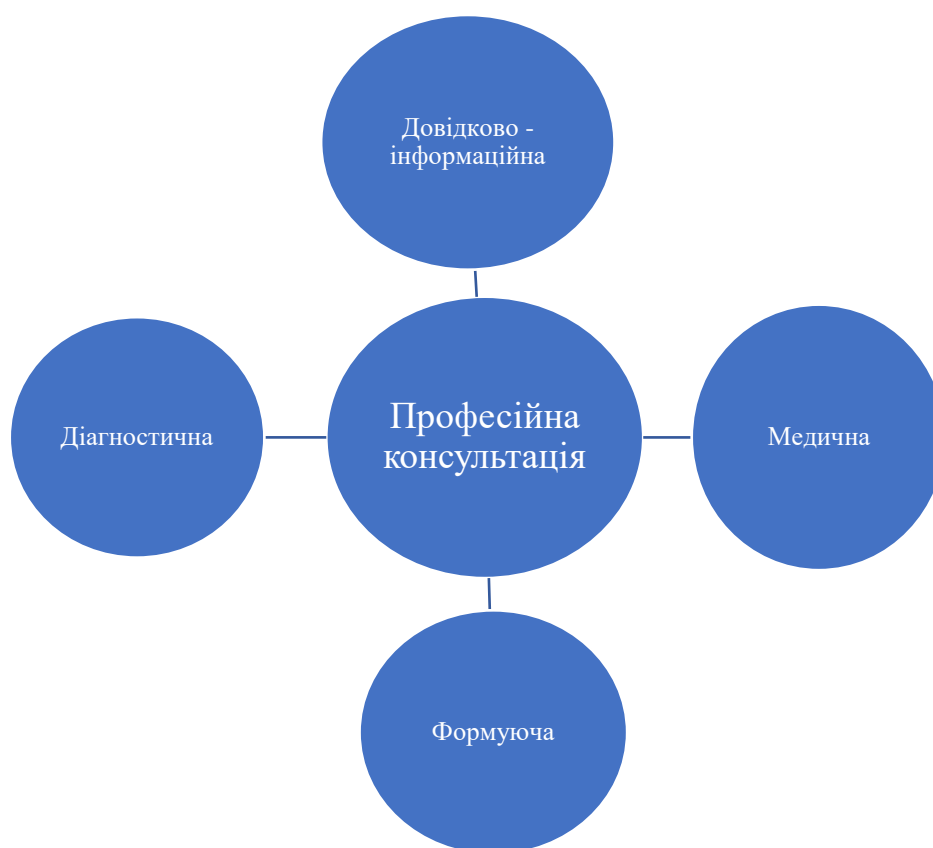 Довідково -
інформаційна
Діагностична
Професійна
консультація
Медична
Формуюча